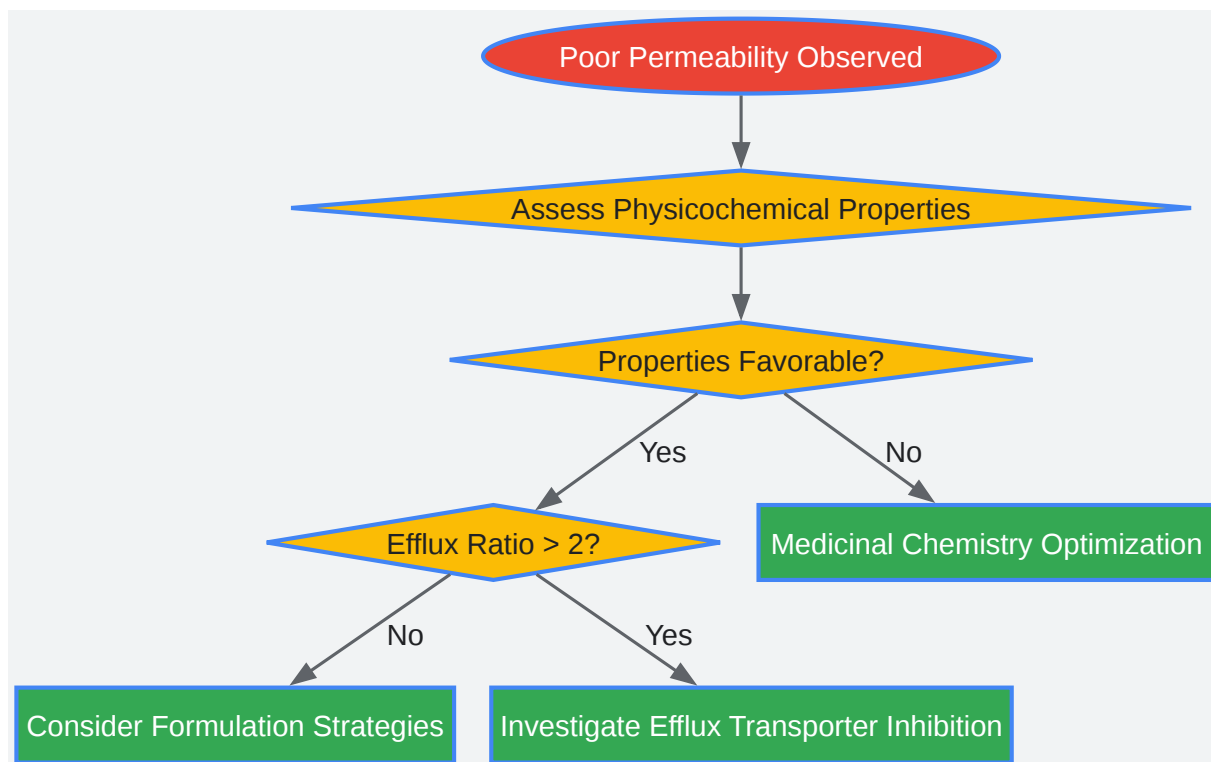 Poor Permeability Observed
Assess Physicochemical Properties
Properties Favorable?
Yes
No
Efflux Ratio > 2?
Medicinal Chemistry Optimization
No
Yes
Consider Formulation Strategies
Investigate Efflux Transporter Inhibition